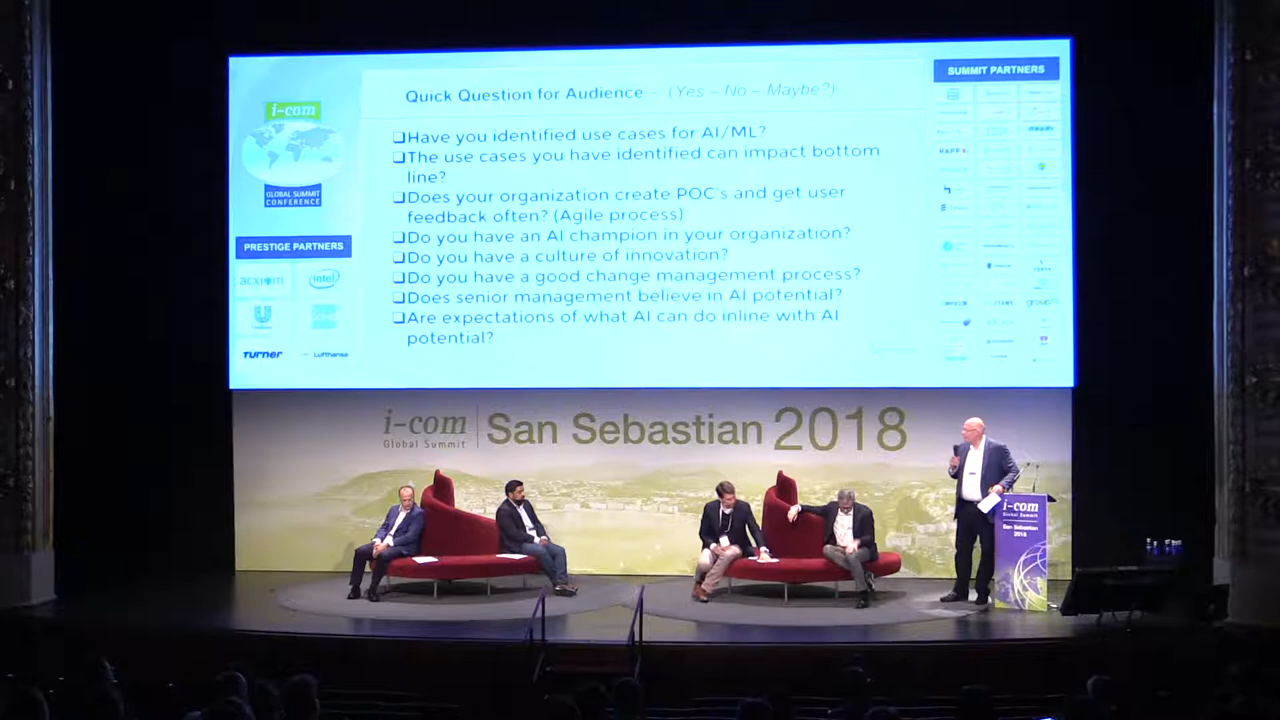 i-com
GLOBAL SUMMIT
CONFERENCE
PRESTIGE PARTNERS
acxiom
intel
Unilever
TURNER
Lufthansa
Quick Question for Audience – (Yes – No – Maybe?)
❑Have you identified use cases for AI/ML?
❑The use cases you have identified can impact bottom
line?
❑Does your organization create POC's and get user
feedback often? (Agile process)
❑Do you have an AI champion in your organization?
❑Do you have a culture of innovation?
❑Do you have a good change management process?
❑Does senior management believe in AI potential?
❑Are expectations of what AI can do inline with AI
potential?
SUMMIT PARTNERS
i-com
Global Summit
San Sebastian 2018
i-com
Global Summit
San Sebastian
2018